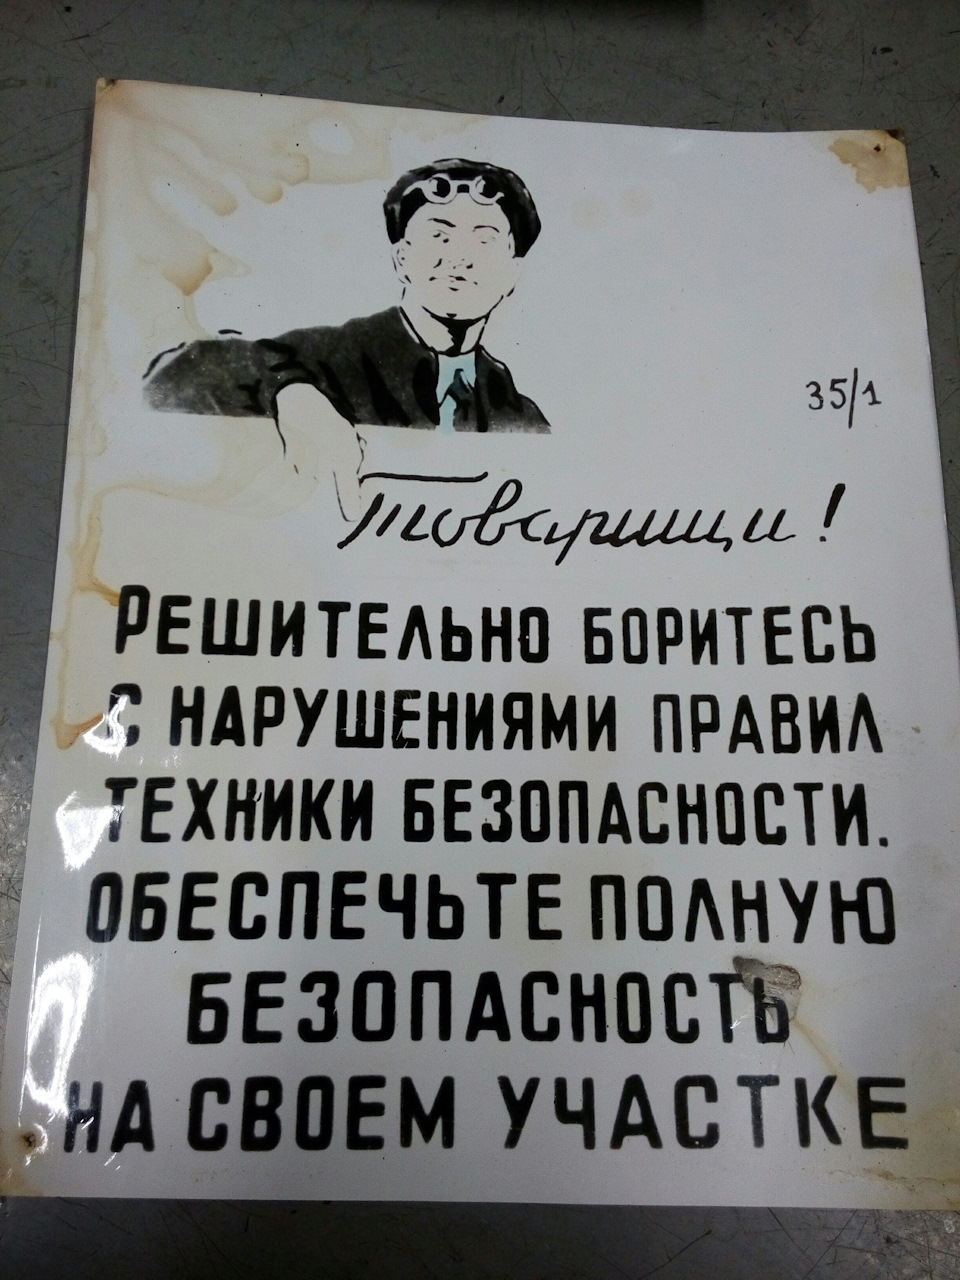 35/1
Товарищи!
РЕШИТЕЛЬНО БОРИТЕСЬ
С НАРУШЕНИЯМИ ПРАВИЛ
ТЕХНИКИ БЕЗОПАСНОСТИ.
ОБЕСПЕЧЬТЕ ПОЛНУЮ
БЕЗОПАСНОСТЬ
НА СВОЕМ УЧАСТКЕ